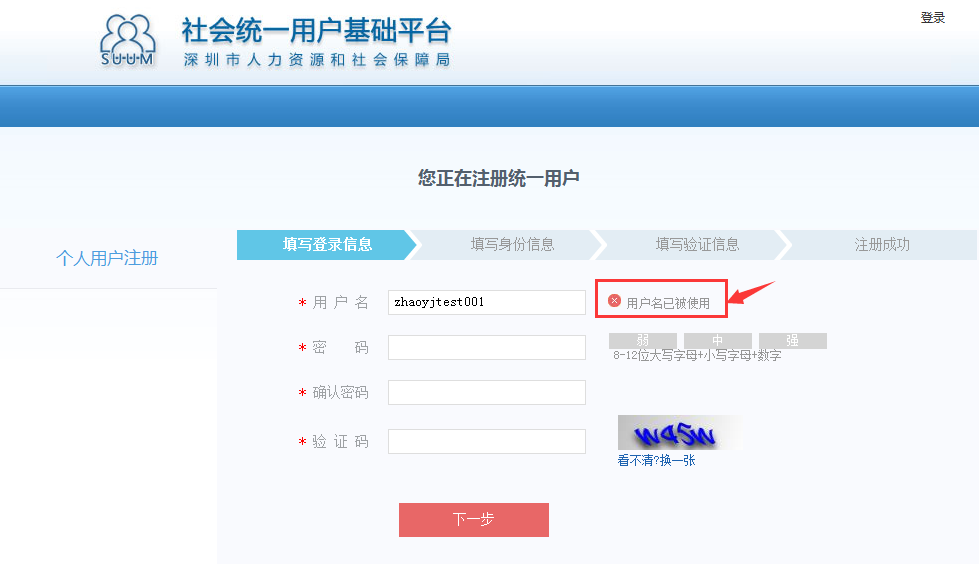 登录
社会统一用户基础平台
SUUM
深圳市人力资源和社会保障局
您正在注册统一用户
个人用户注册
填写登录信息
填写身份信息
填写验证信息
注册成功
* 用户名
zhaoyjtest001
用户名已被使用
* 密 码
弱 中 强
8-12位大写字母+小写字母+数字
* 确认密码
* 验证码
W45W
看不清?换一张
下一步